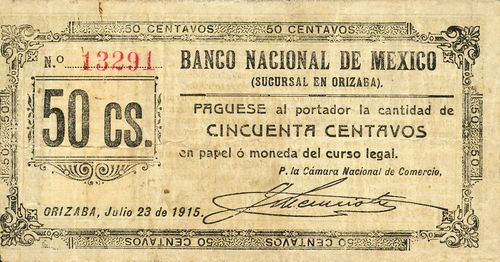 50 CENTAVOS 50 CENTAVOS
N.º 13291
BANCO NACIONAL DE MEXICO
(SUCURSAL EN ORIZABA).
50 CS.
PAGUESE al portador la cantidad de
CINCUENTA CENTAVOS
en papel ó moneda del curso legal.
P. la Cámara Nacional de Comercio,
ORIZABA, Julio 23 de 1915.
50 CENTAVOS 50 CENTAVOS